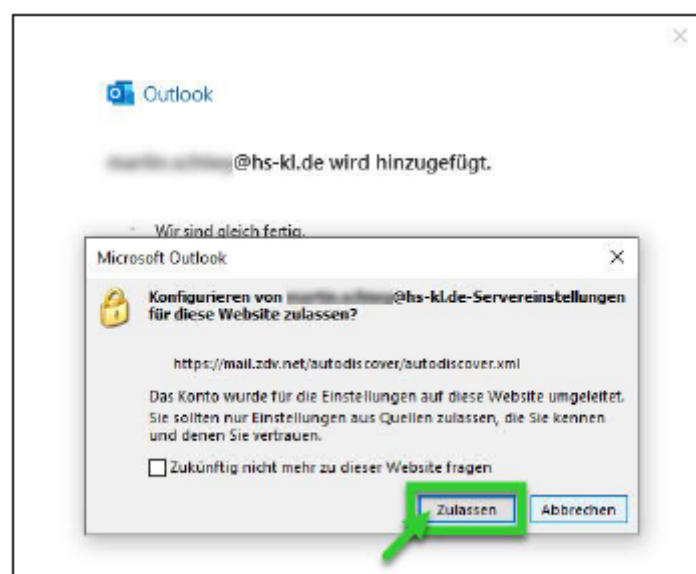 Outlook
@hs-kl.de wird hinzugefügt.
Wir sind gleich fertig.
Microsoft Outlook
Konfigurieren von @hs-kl.de-Servereinstellungen
für diese Website zulassen?
https://mail.zdv.net/autodiscover/autodiscover.xml
Das Konto wurde für die Einstellungen auf diese Website umgeleitet.
Sie sollten nur Einstellungen aus Quellen zulassen, die Sie kennen
und denen Sie vertrauen.
Zukünftig nicht mehr zu dieser Website fragen
Zulassen Abbrechen